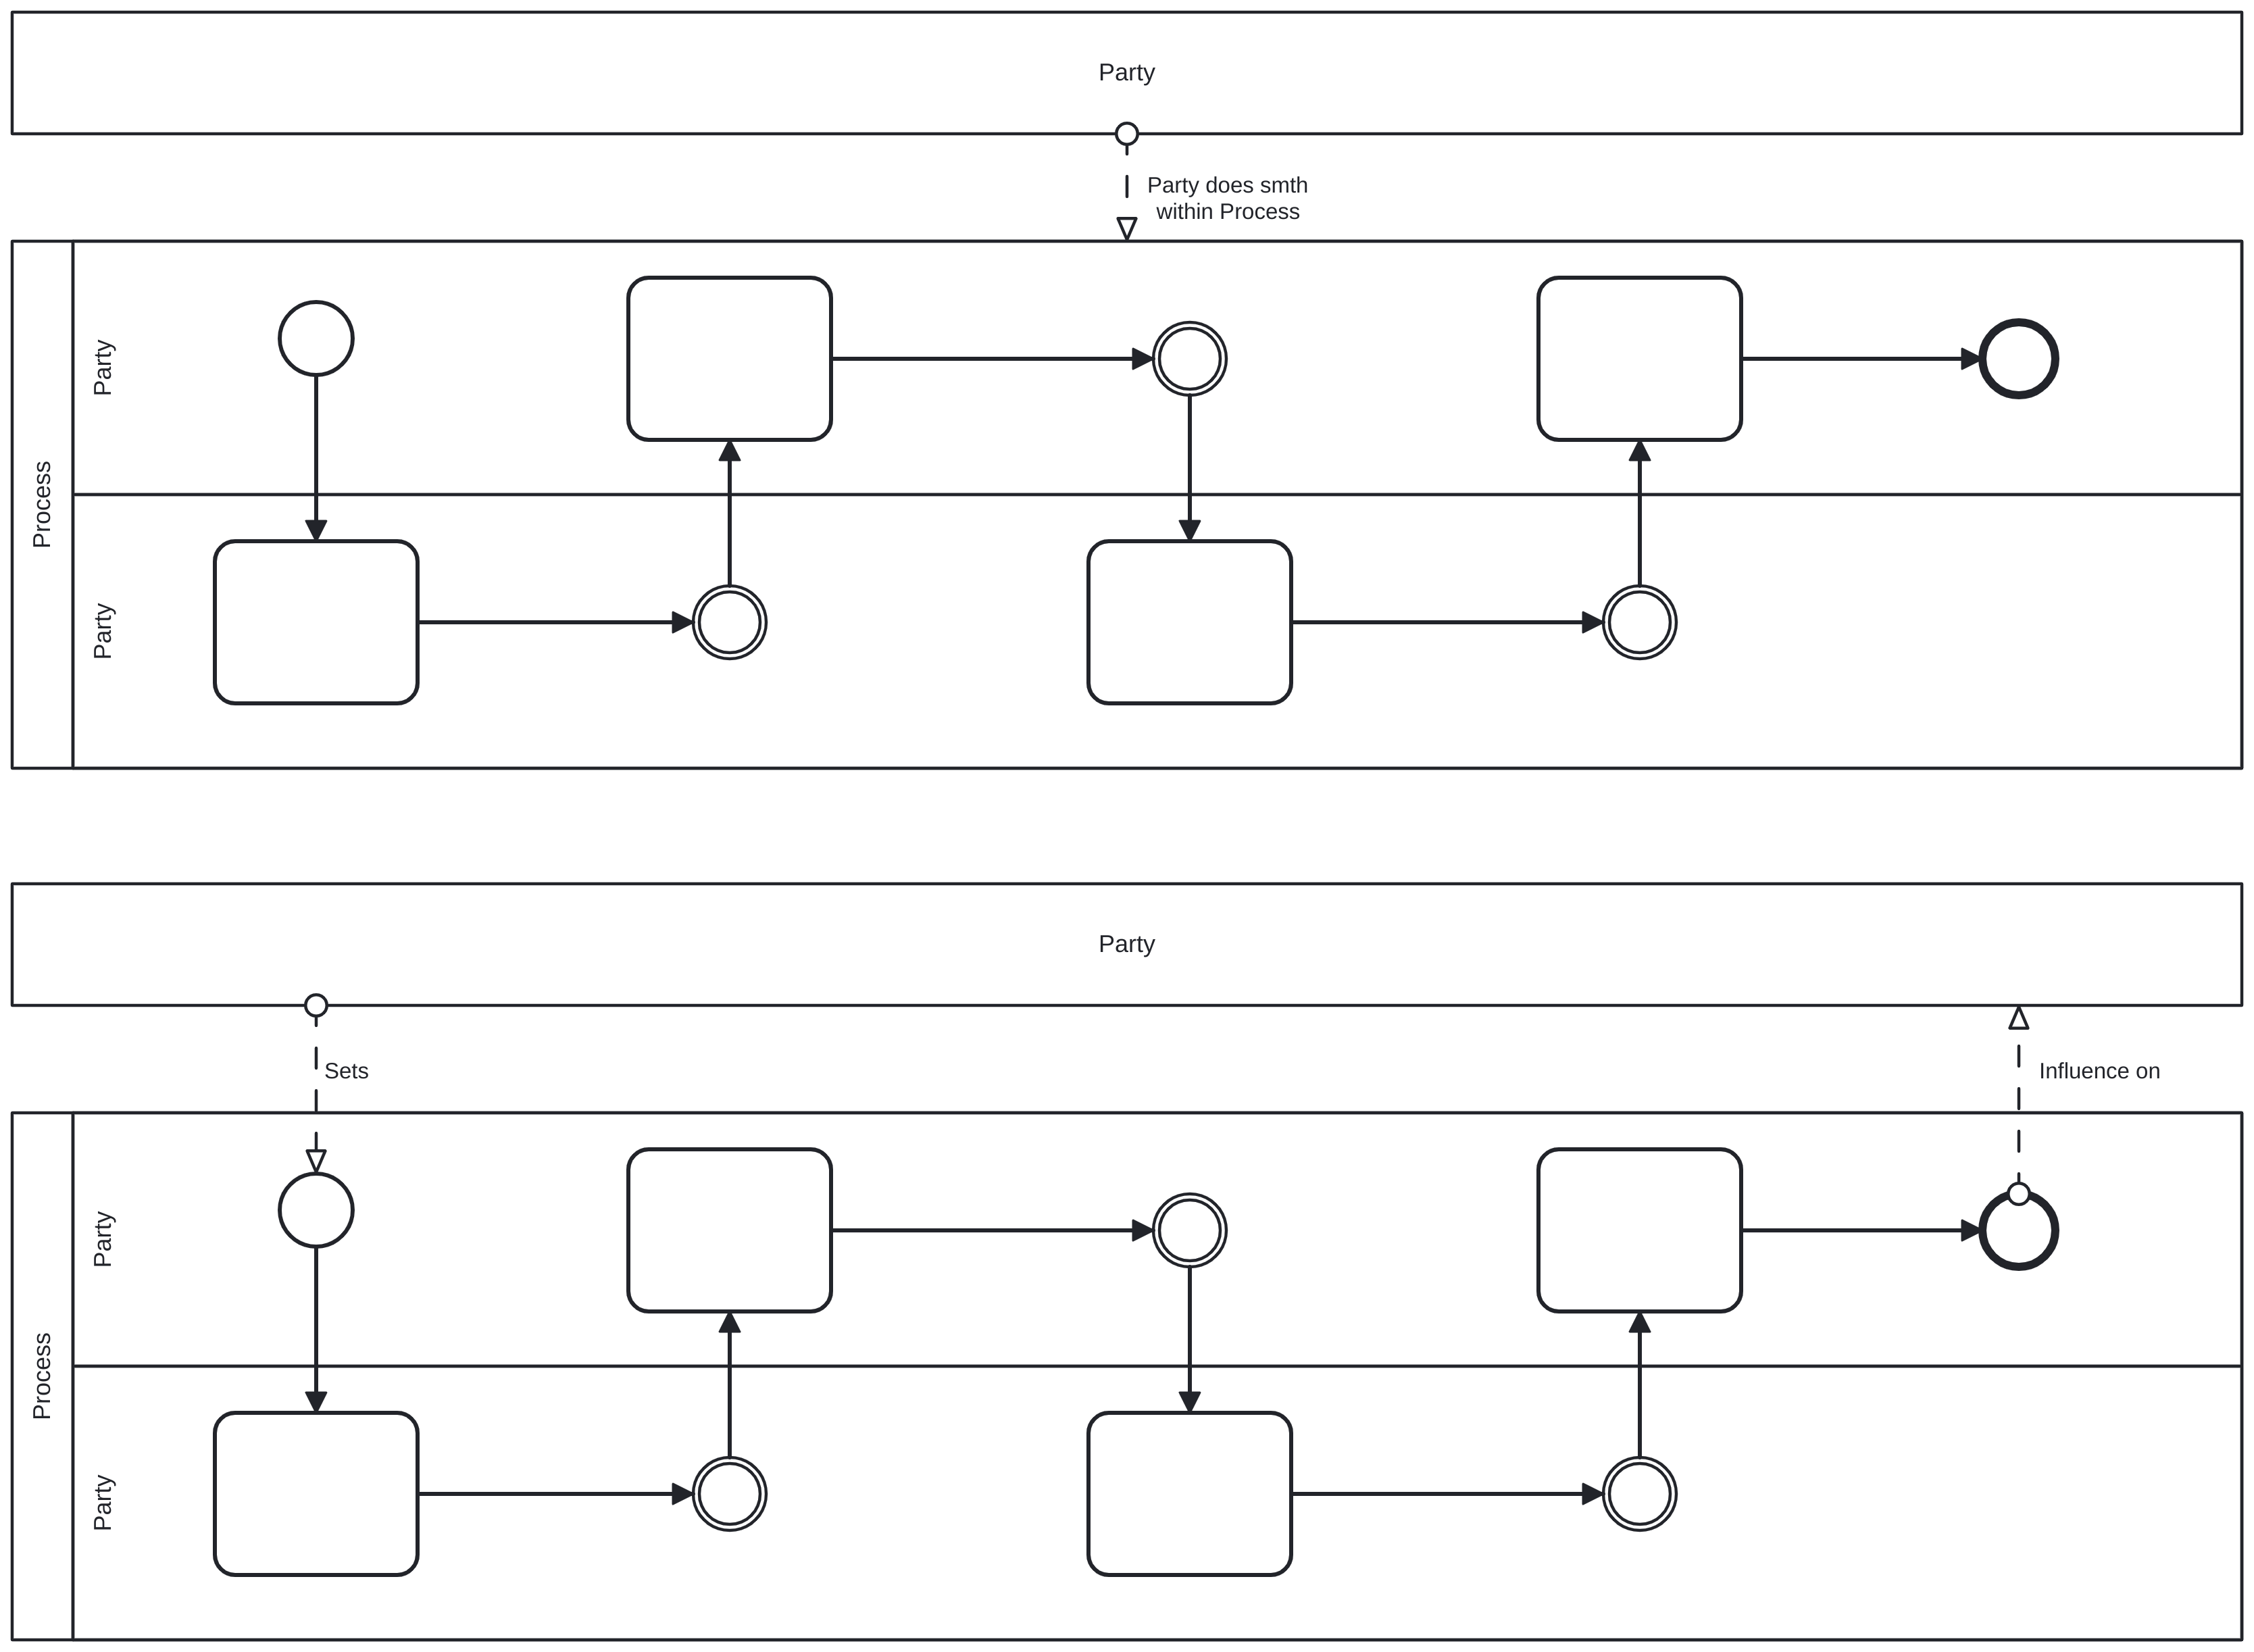 Party
Party does smth
within Process
Process
Party
Party
Party
Sets
Influence on
Process
Party
Party